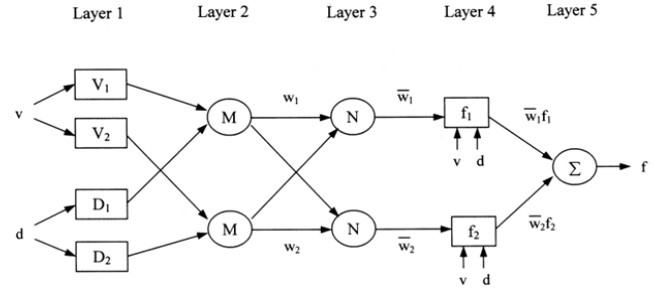 Layer 1 Layer 2 Layer 3 Layer 4 Layer 5
V₁
w₁ w̅₁ w̅₁f₁
v M N f₁
V₂
v d
Σ f
D₁
w̅₂f₂
d M N f₂
D₂ w₂ w̅₂
v d